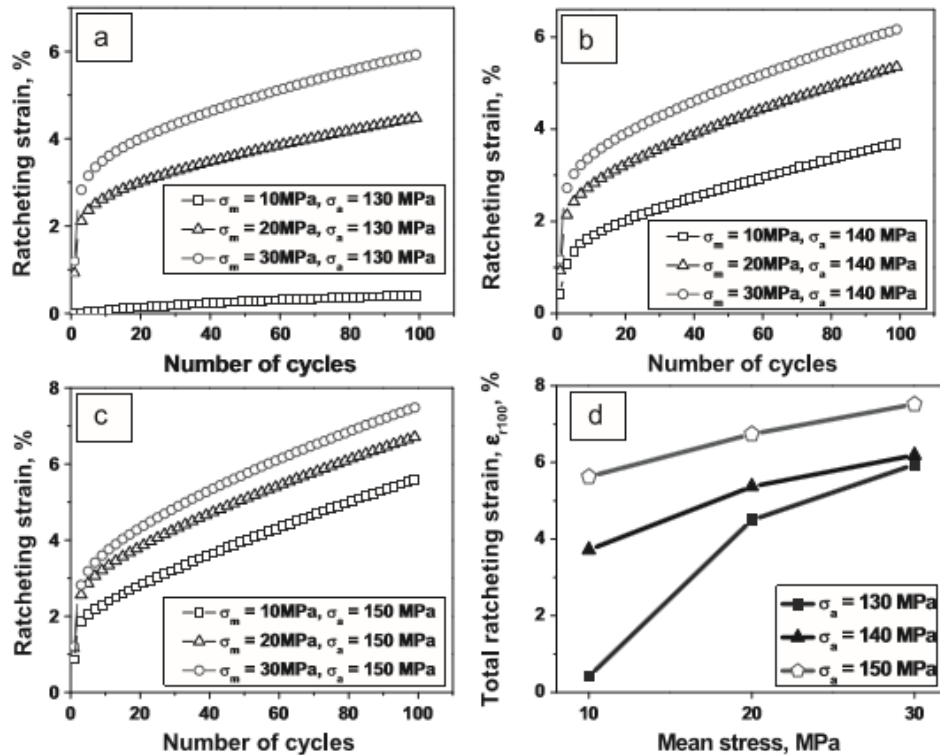 a
Ratcheting strain, %
6
4
2
0
σm = 10MPa, σa = 130 MPa
σm = 20MPa, σa = 130 MPa
σm = 30MPa, σa = 130 MPa
0 20 40 60 80 100
Number of cycles
b
Ratcheting strain, %
6
4
2
0
σm = 10MPa, σa = 140 MPa
σm = 20MPa, σa = 140 MPa
σm = 30MPa, σa = 140 MPa
0 20 40 60 80 100
Number of cycles
c
Ratcheting strain, %
8
6
4
2
0
σm = 10MPa, σa = 150 MPa
σm = 20MPa, σa = 150 MPa
σm = 30MPa, σa = 150 MPa
0 20 40 60 80 100
Number of cycles
d
Total ratcheting strain, εr100, %
8
6
4
2
0
σa = 130 MPa
σa = 140 MPa
σa = 150 MPa
10 20 30
Mean stress, MPa